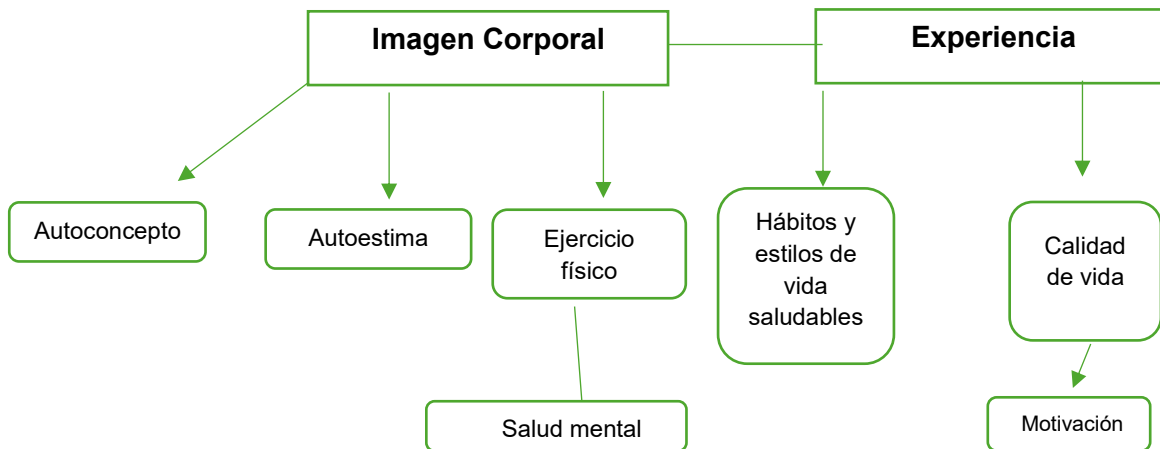 Imagen Corporal
Experiencia
Autoconcepto
Autoestima
Ejercicio
físico
Hábitos y
estilos de
vida
saludables
Calidad
de vida
Salud mental
Motivación